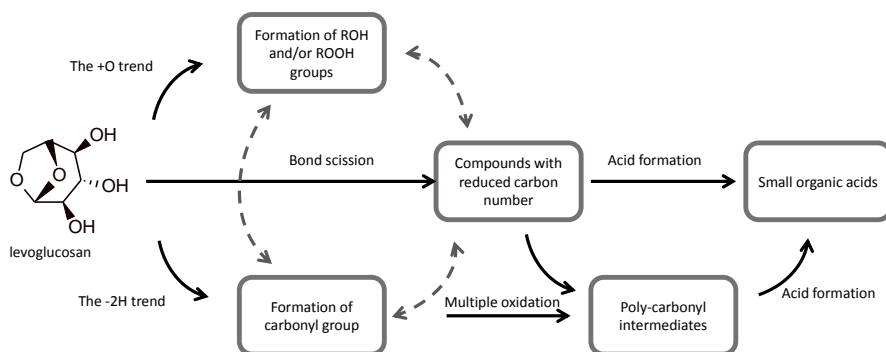 Formation of ROH
and/or ROOH
groups
The +O trend
OH
O
O
OH
OH
levoglucosan
Bond scission
Compounds with
reduced carbon
number
Acid formation
Small organic acids
The -2H trend
Formation of
carbonyl group
Multiple oxidation
Poly-carbonyl
intermediates
Acid formation